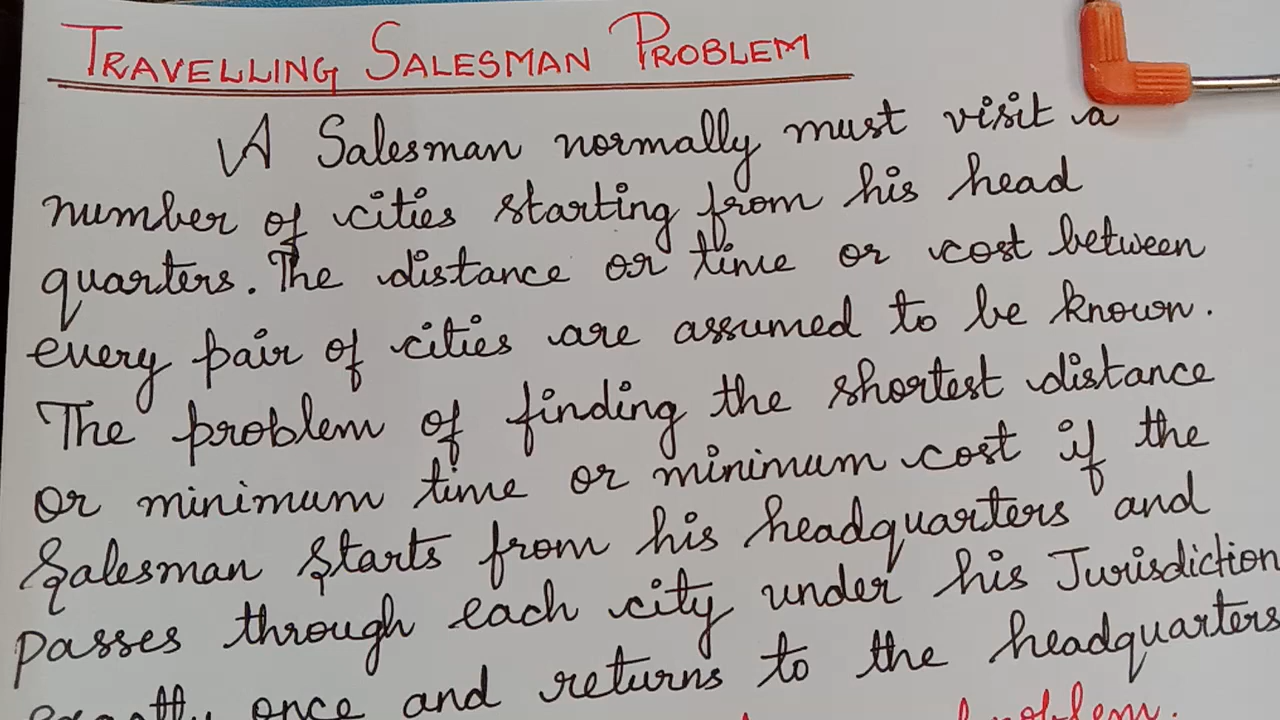 TRAVELLING SALESMAN PROBLEM
A Salesman normally must visit a
number of cities starting from his head
quarters. The distance or time or cost between
every pair of cities are assumed to be known.
The problem of finding the shortest distance
or minimum time or minimum cost if the
Salesman starts from his headquarters and
passes through each city under his Jurisdiction
once and returns to the headquarters
problem.